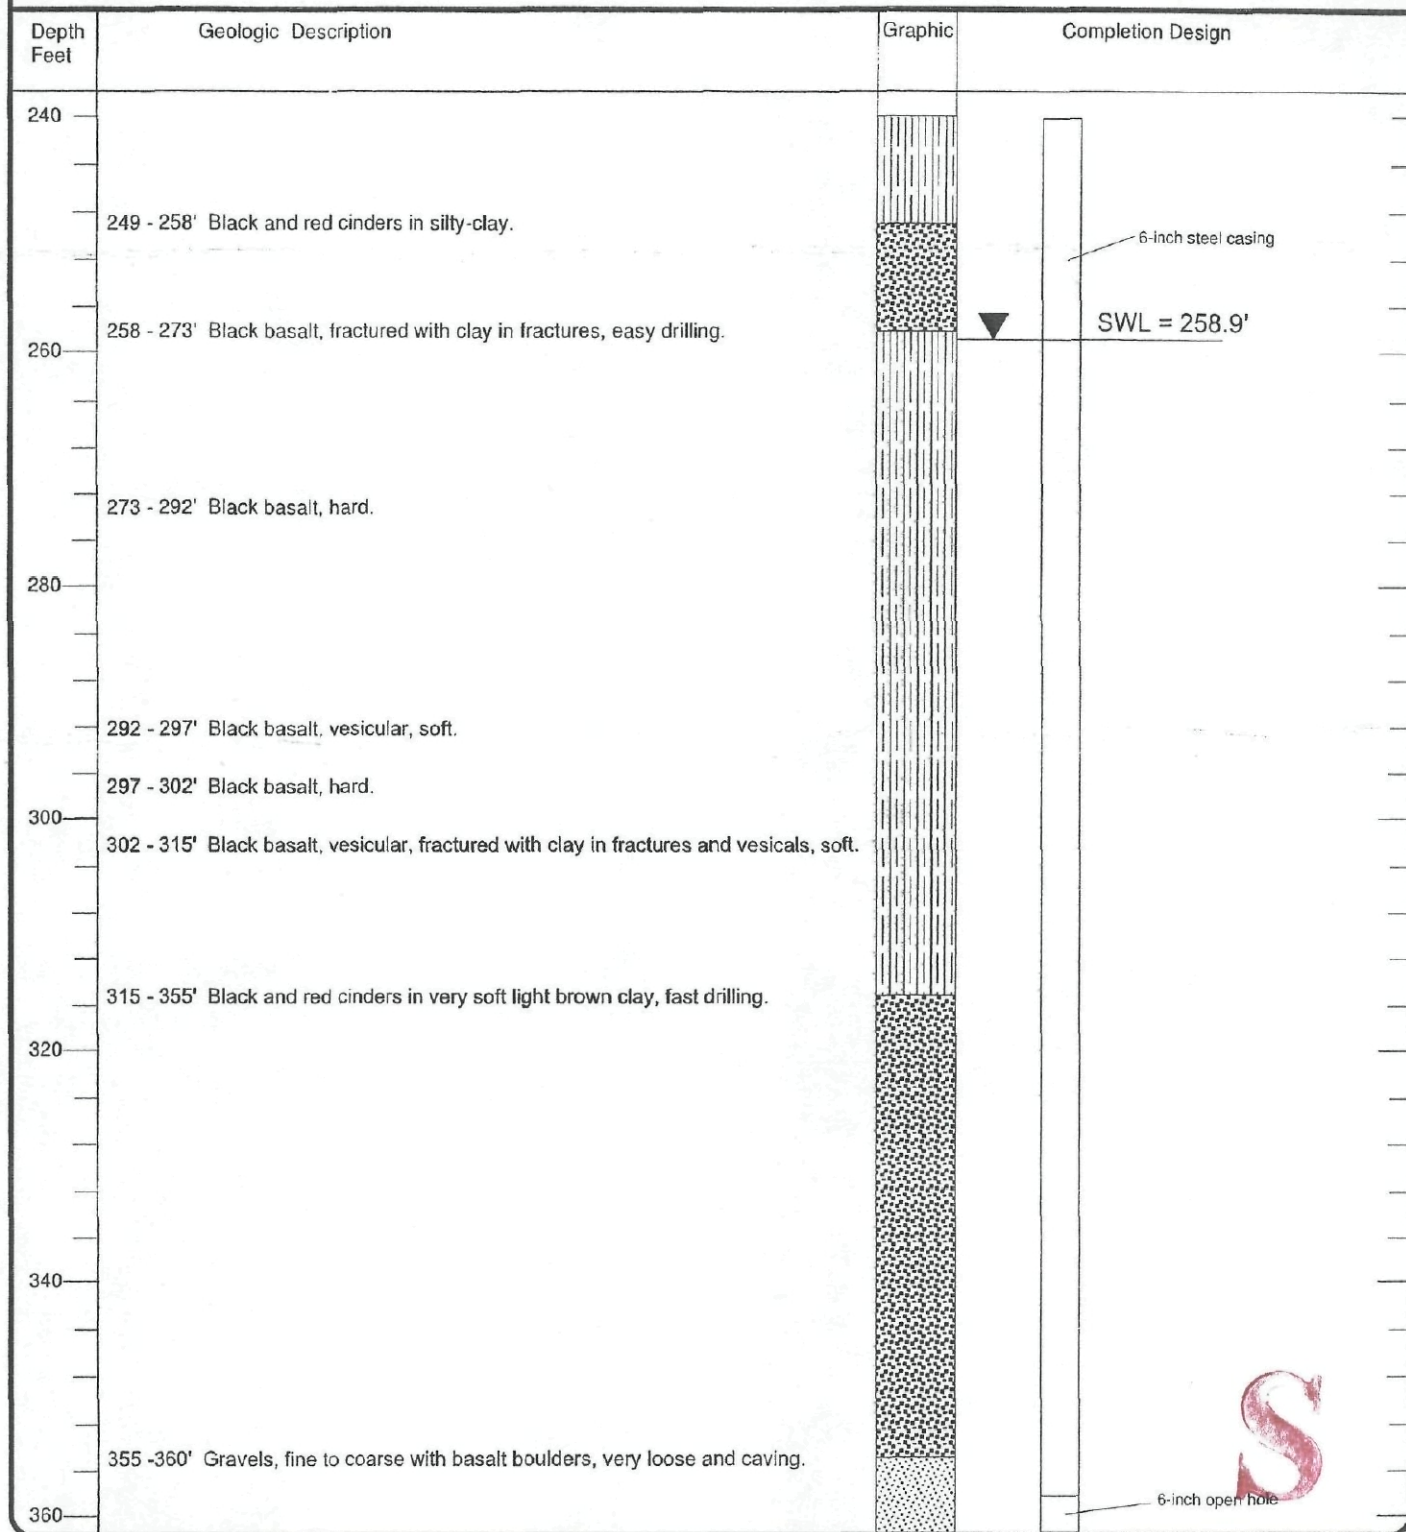 Depth
Feet
Geologic Description
Graphic
Completion Design
240
249 - 258' Black and red cinders in silty-clay.
6-inch steel casing
258 - 273' Black basalt, fractured with clay in fractures, easy drilling.
SWL = 258.9'
260
273 - 292' Black basalt, hard.
280
292 - 297' Black basalt, vesicular, soft.
297 - 302' Black basalt, hard.
300
302 - 315' Black basalt, vesicular, fractured with clay in fractures and vesicals, soft.
315 - 355' Black and red cinders in very soft light brown clay, fast drilling.
320
340
S
355 -360' Gravels, fine to coarse with basalt boulders, very loose and caving.
6-inch open hole
360